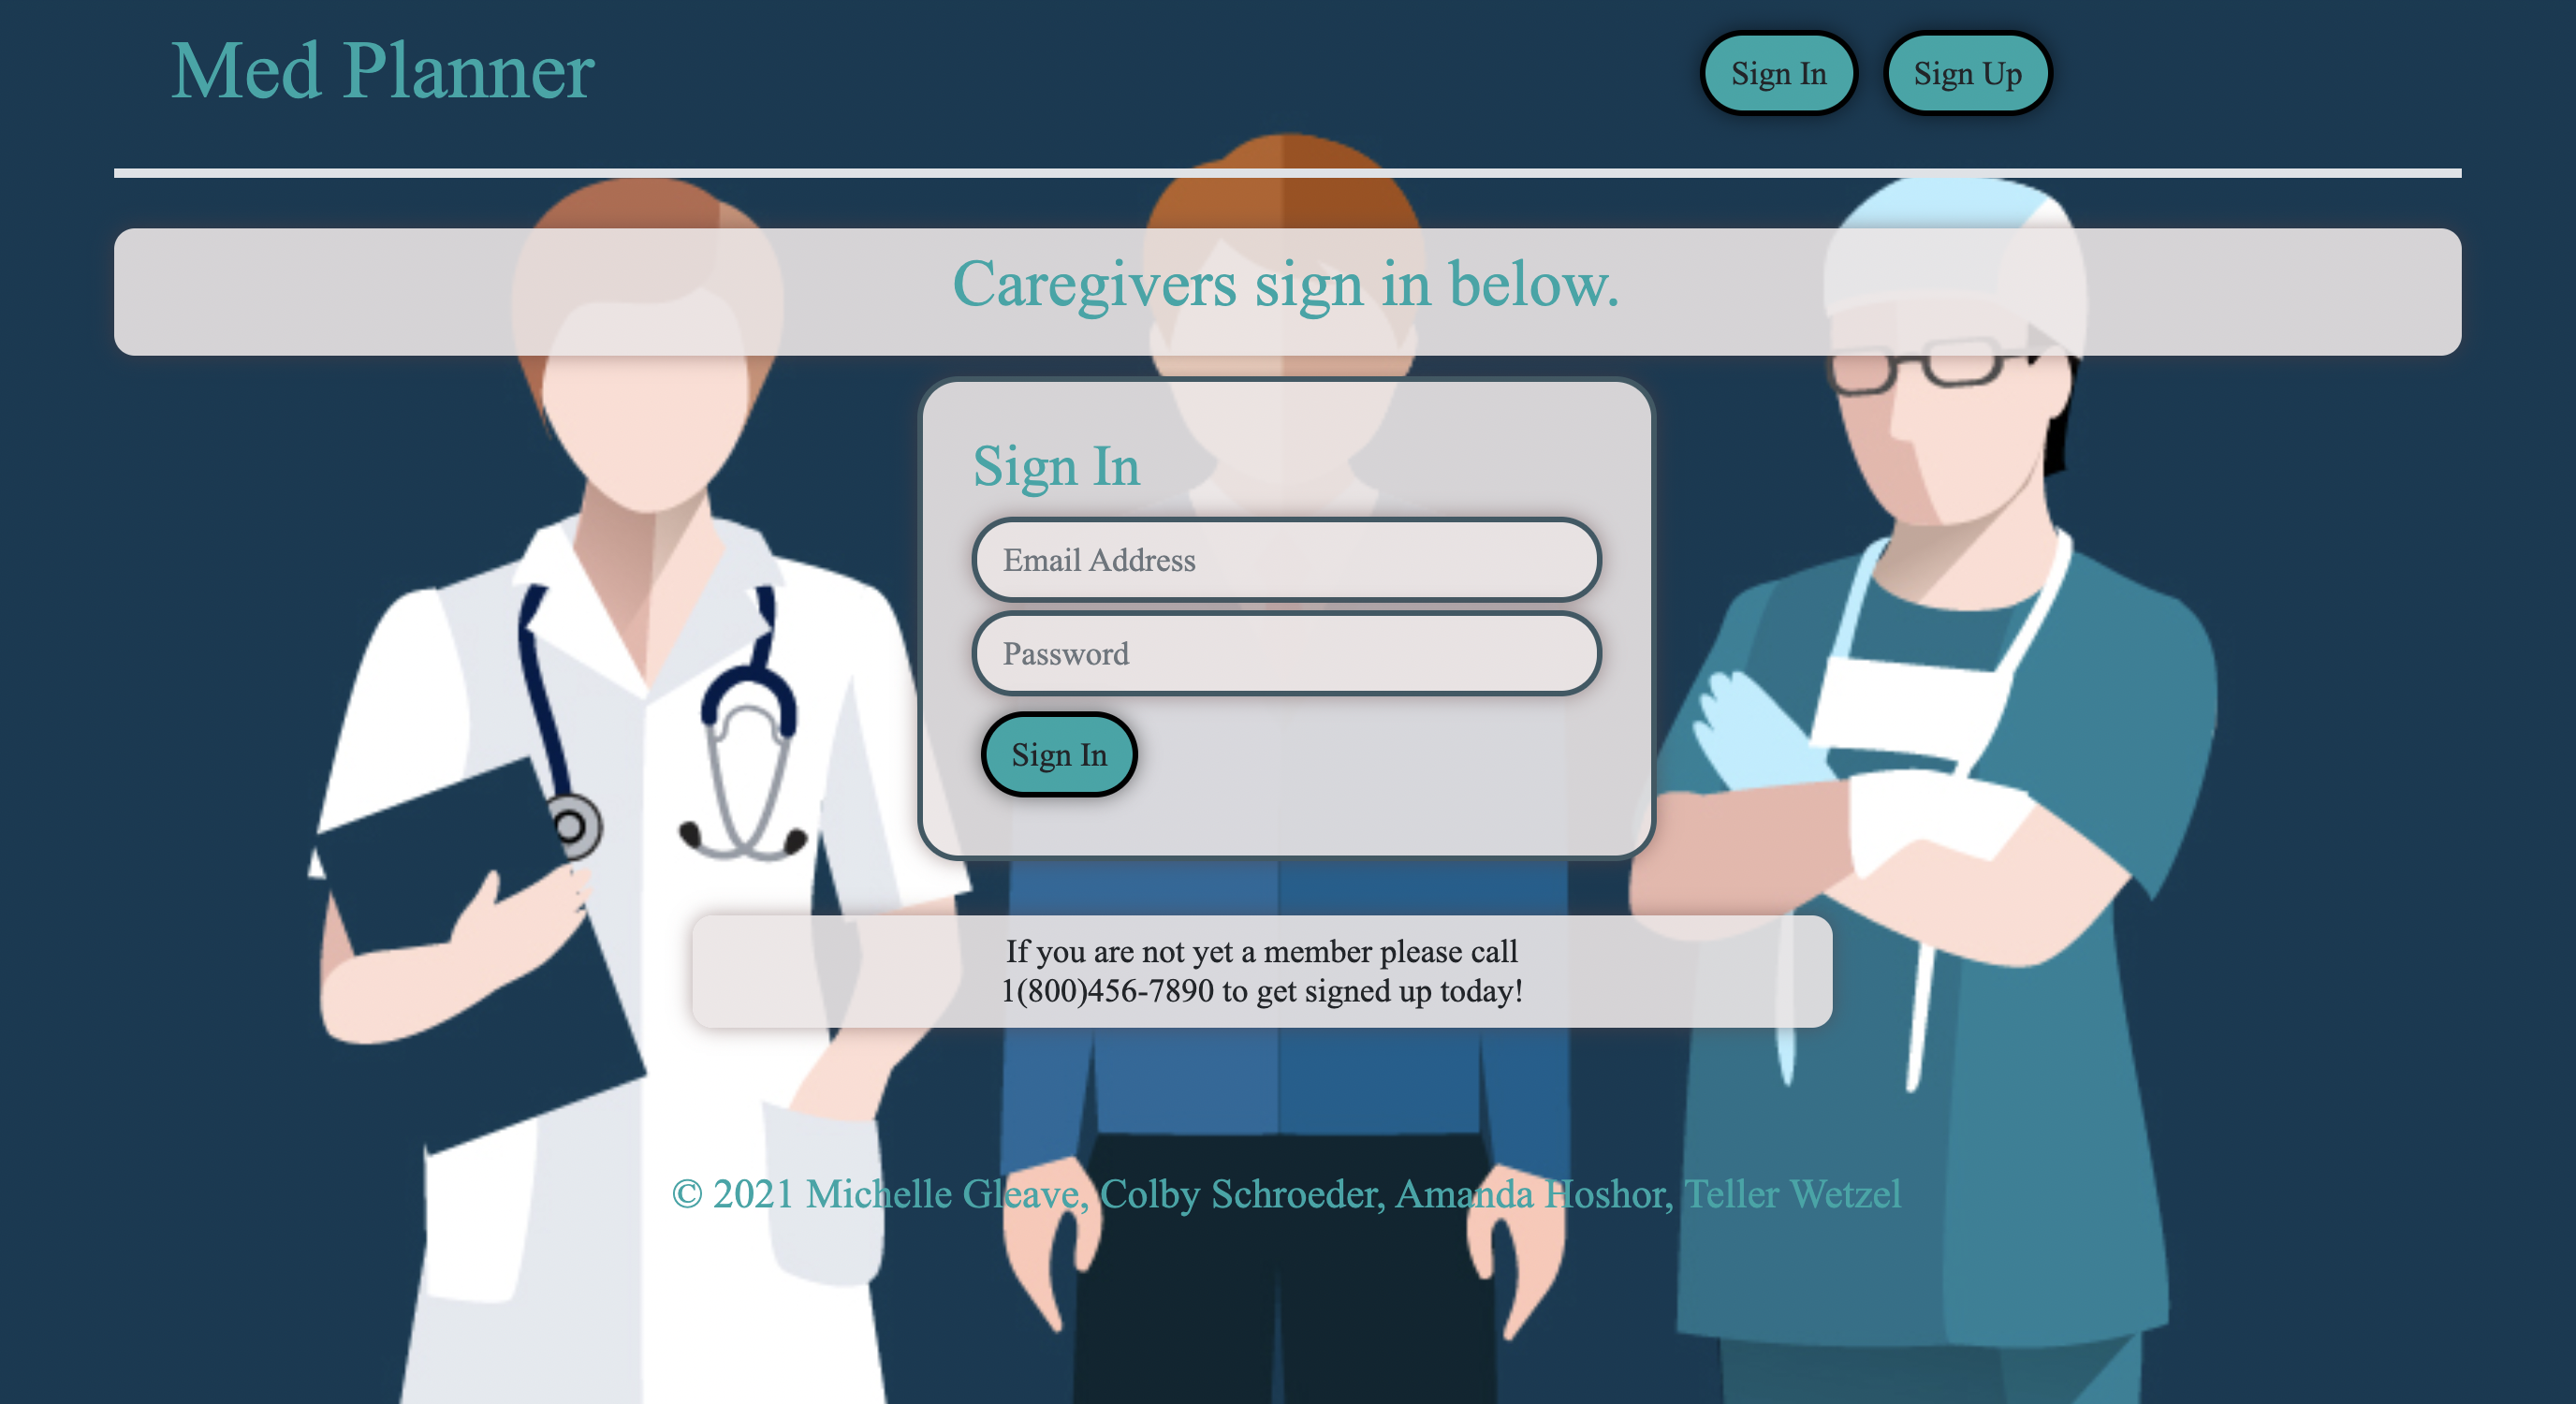 Med Planner
Sign In
Sign Up
Caregivers sign in below.
Sign In
Email Address
Password
Sign In
If you are not yet a member please call
1(800)456-7890 to get signed up today!
© 2021 Michelle Gleave, Colby Schroeder, Amanda Hoshor, Teller Wetzel